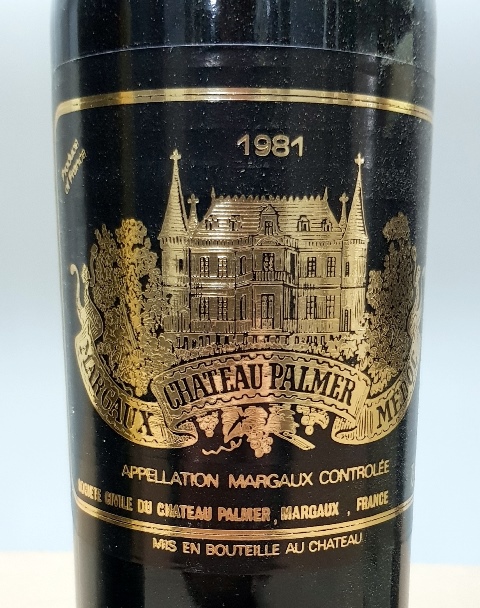 1981
Produce
of France
MARGAUX
CHATEAU PALMER
MEDOC
APPELLATION MARGAUX CONTROLÉE
SOCIETE CIVILE DU CHATEAU PALMER, MARGAUX, FRANCE
MIS EN BOUTEILLE AU CHATEAU